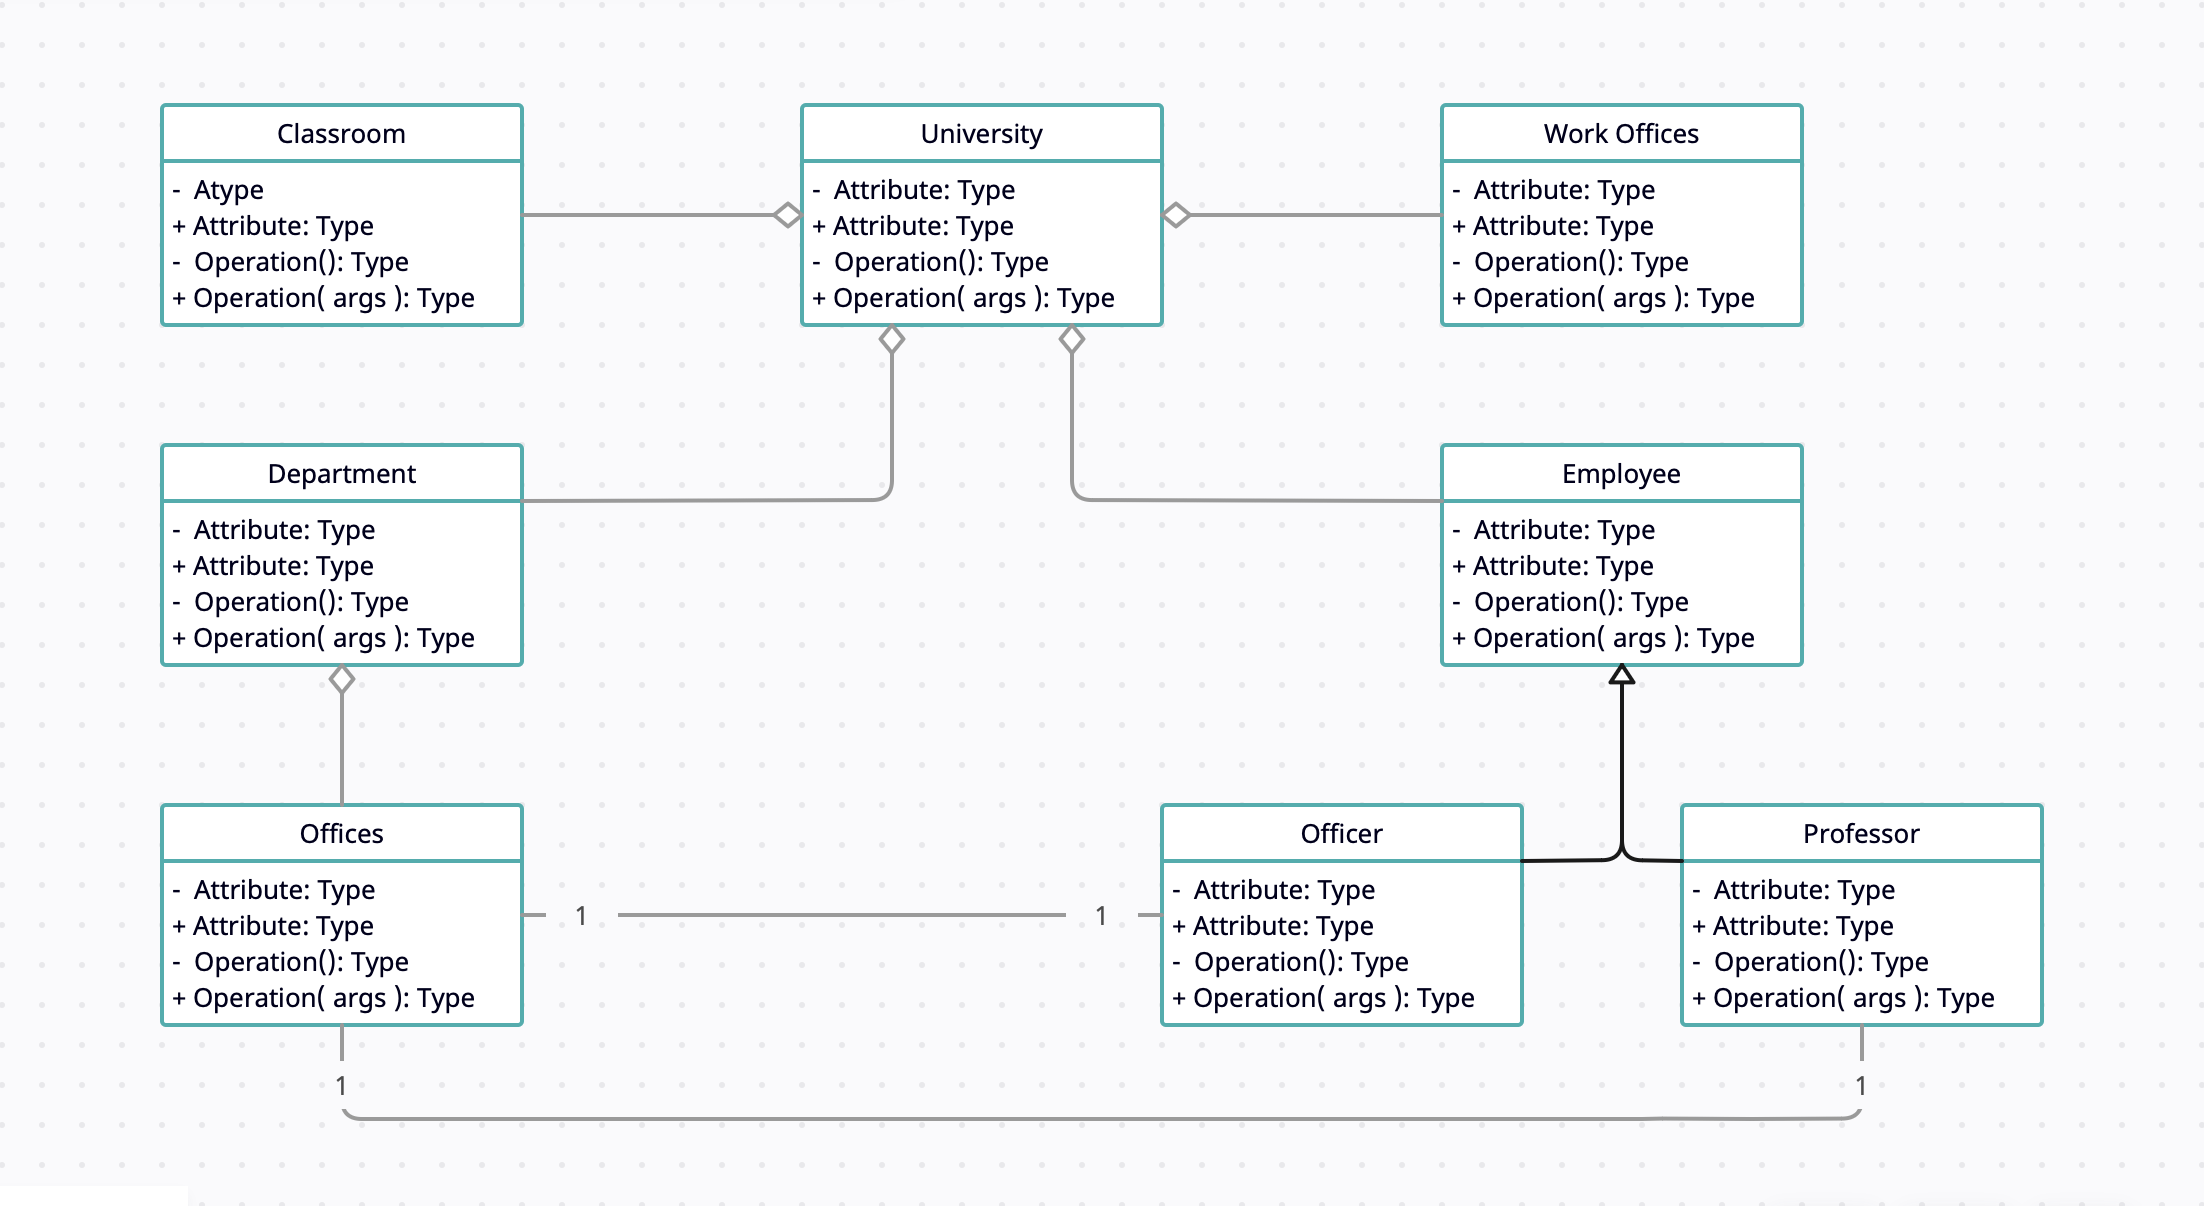 Classroom
- Atype
+ Attribute: Type
- Operation(): Type
+ Operation( args ): Type
University
- Attribute: Type
+ Attribute: Type
- Operation(): Type
+ Operation( args ): Type
Work Offices
- Attribute: Type
+ Attribute: Type
- Operation(): Type
+ Operation( args ): Type
Department
- Attribute: Type
+ Attribute: Type
- Operation(): Type
+ Operation( args ): Type
Employee
- Attribute: Type
+ Attribute: Type
- Operation(): Type
+ Operation( args ): Type
Offices
- Attribute: Type
+ Attribute: Type
- Operation(): Type
+ Operation( args ): Type
1
1
Officer
- Attribute: Type
+ Attribute: Type
- Operation(): Type
+ Operation( args ): Type
Professor
- Attribute: Type
+ Attribute: Type
- Operation(): Type
+ Operation( args ): Type
1
1